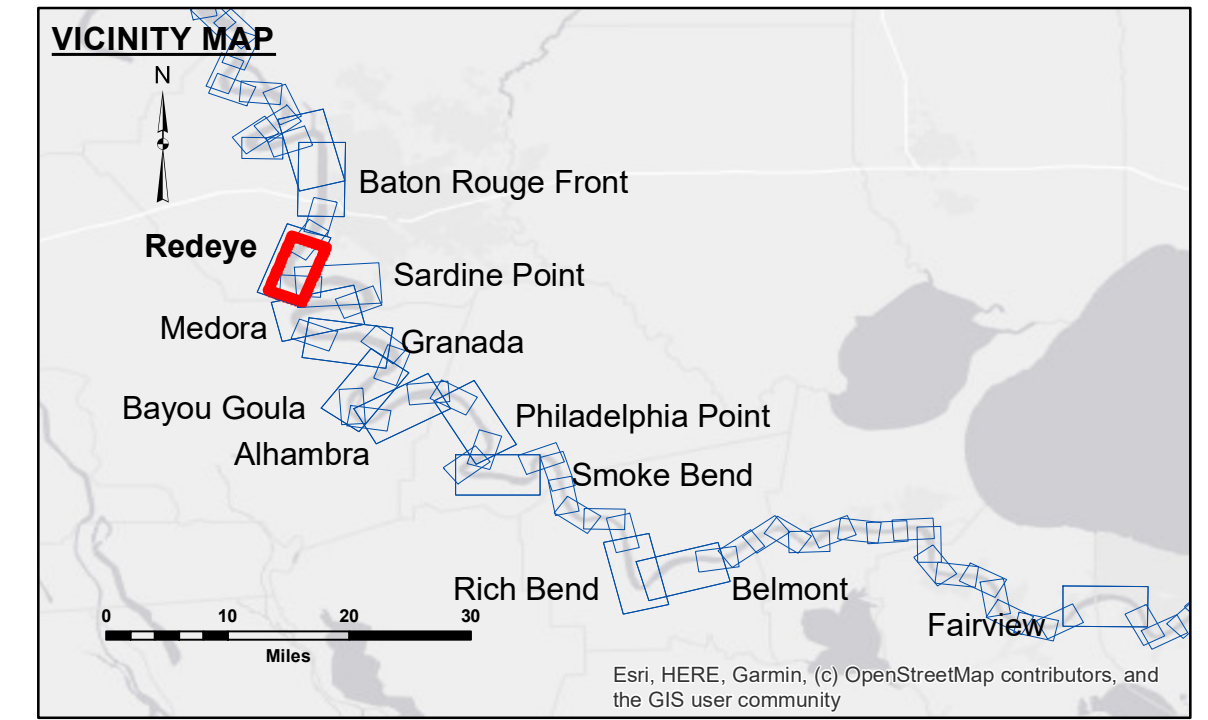 VICINITY MAP
N
Baton Rouge Front
Redeye
Sardine Point
Medora
Granada
Bayou Goula
Philadelphia Point
Alhambra
Smoke Bend
Rich Bend
Belmont
Fairview
0 10 20 30
Miles
Esri, HERE, Garmin, (c) OpenStreetMap contributors, and
the GIS user community